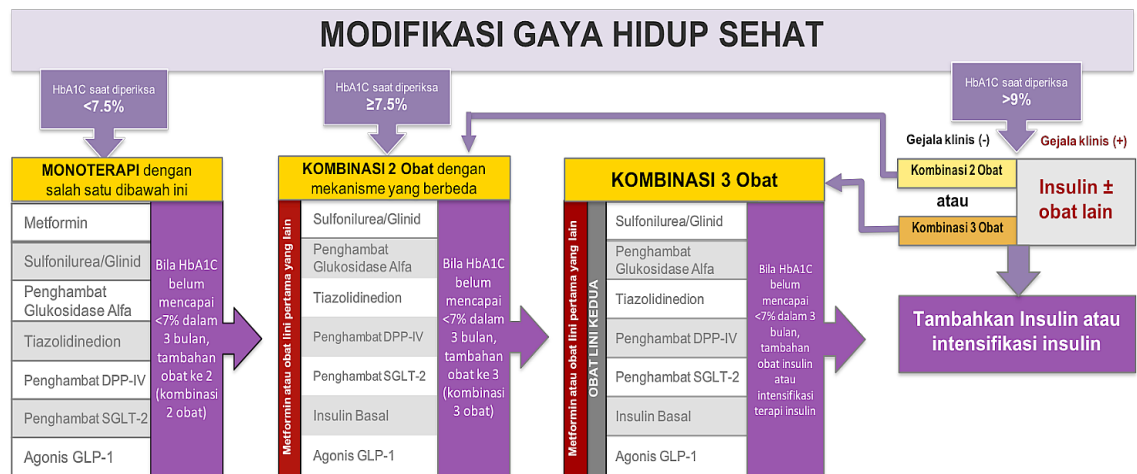 MODIFIKASI GAYA HIDUP SEHAT
HbA1C saat diperiksa
<7.5%
HbA1C saat diperiksa
≥7.5%
HbA1C saat diperiksa
>9%
MONOTERAPI dengan
salah satu dibawah ini
Metformin
Sulfonilurea/Glinid
Penghambat
Glukosidase Alfa
Tiazolidinedion
Penghambat DPP-IV
Penghambat SGLT-2
Agonis GLP-1
Bila HbA1C
belum
mencapai
<7% dalam
3 bulan,
tambahan
obat ke 2
(kombinasi
2 obat)
KOMBINASI 2 Obat dengan
mekanisme yang berbeda
Metformin atau obat lini pertama yang lain
Sulfonilurea/Glinid
Penghambat
Glukosidase Alfa
Tiazolidinedion
Penghambat DPP-IV
Penghambat SGLT-2
Insulin Basal
Agonis GLP-1
Bila HbA1C
belum
mencapai
<7% dalam
3 bulan,
tambahan
obat ke 3
(kombinasi
3 obat)
KOMBINASI 3 Obat
Metformin atau obat lini pertama yang lain
OBAT LINI KEDUA
Sulfonilurea/Glinid
Penghambat
Glukosidase Alfa
Tiazolidinedion
Penghambat DPP-IV
Penghambat SGLT-2
Insulin Basal
Agonis GLP-1
Bila HbA1C
belum
mencapai
<7% dalam 3
bulan,
tambahan
obat insulin
atau
intensifikasi
terapi insulin
Gejala klinis (-)
Gejala klinis (+)
Kombinasi 2 Obat
atau
Kombinasi 3 Obat
Insulin ±
obat lain
Tambahkan Insulin atau
intensifikasi insulin